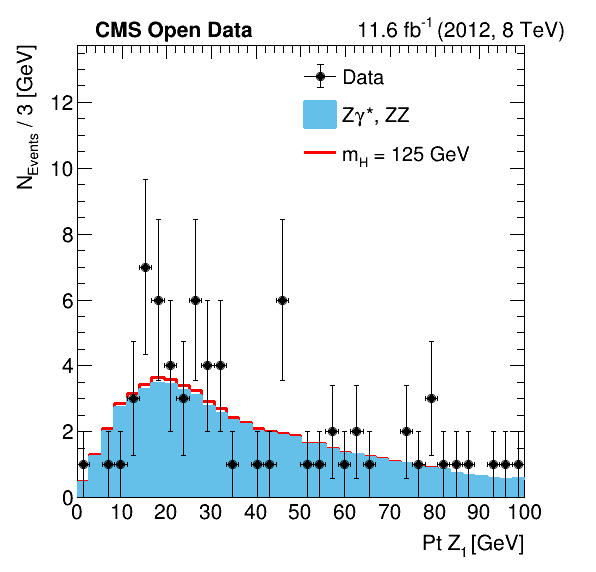 CMS Open Data
11.6 fb⁻¹ (2012, 8 TeV)
N_Events / 3 [GeV]
Data
Zγ*, ZZ
m_H = 125 GeV
12
10
8
6
4
2
0
0 10 20 30 40 50 60 70 80 90 100
Pt Z₁ [GeV]